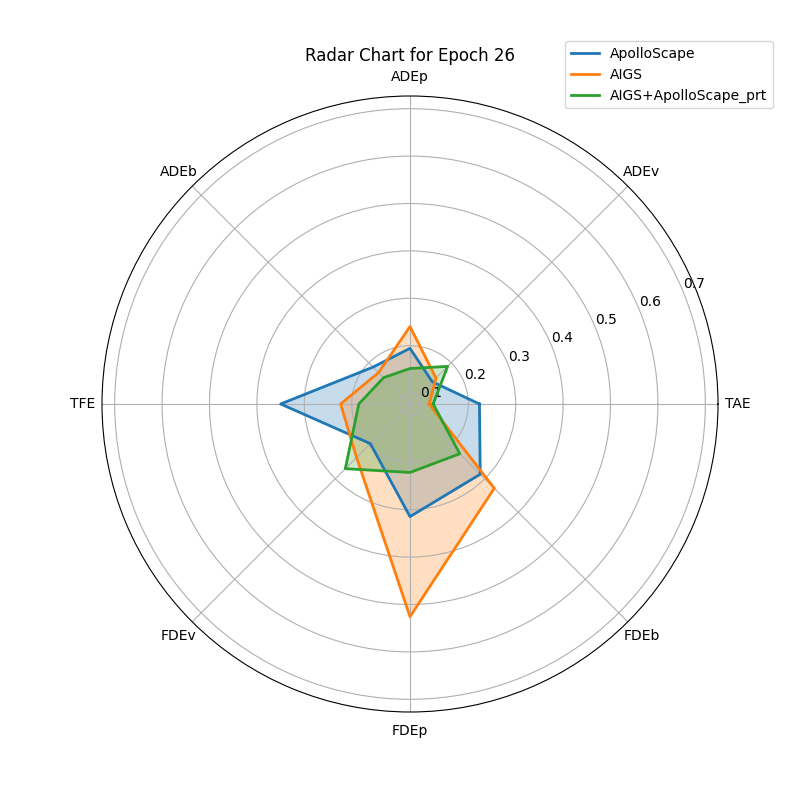 Radar Chart for Epoch 26
ApolloScape
AIGS
AIGS+ApolloScape_prt
ADEp
ADEb
ADEv
0.7
0.6
0.5
0.4
0.3
0.2
0.1
TFE
TAE
FDEv
FDEb
FDEp